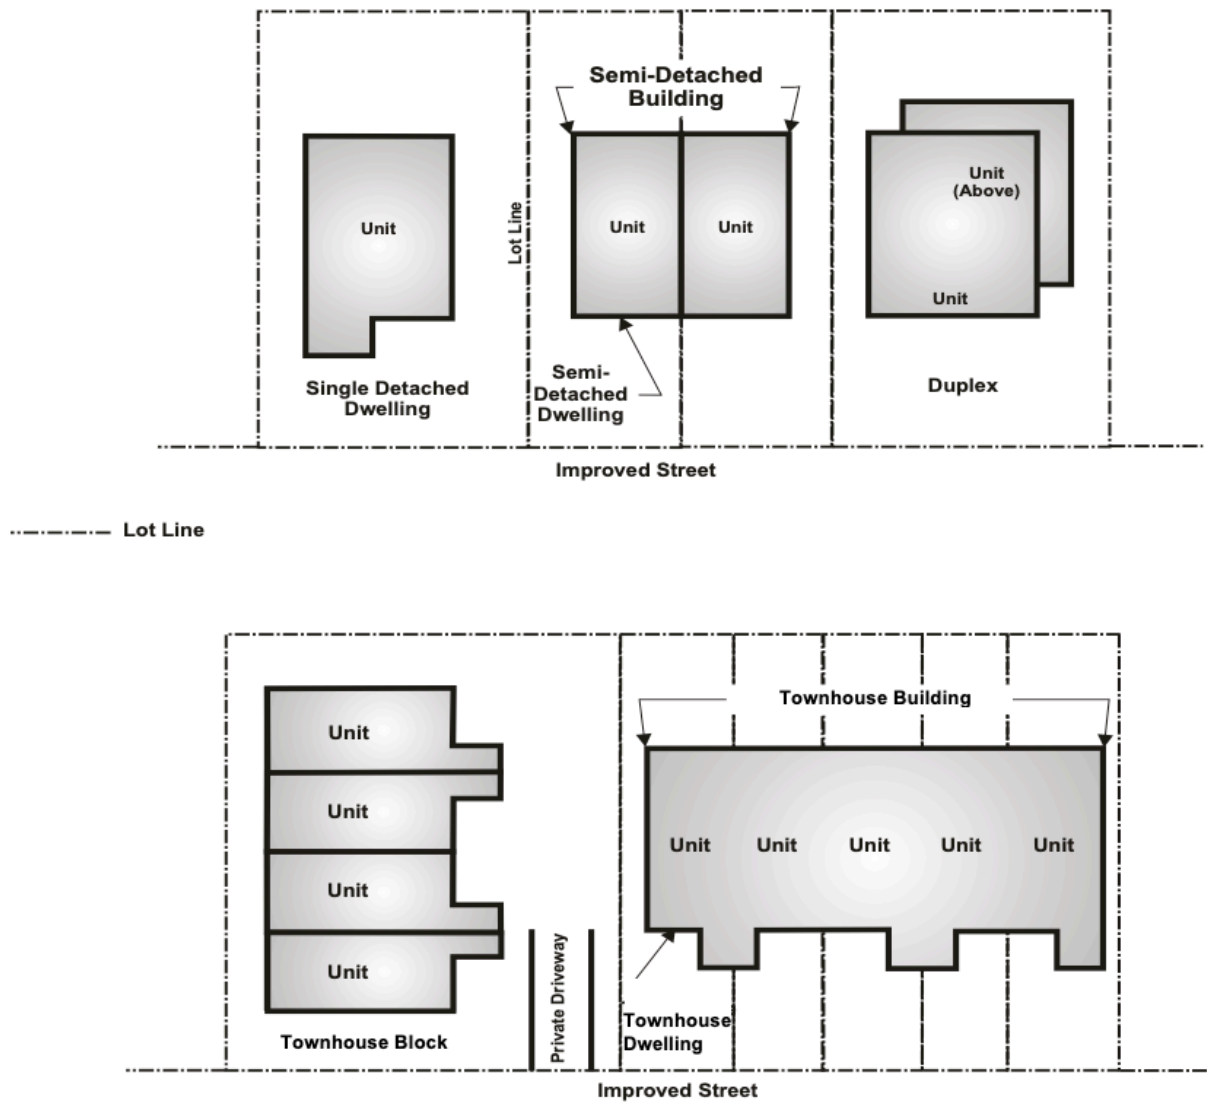 Semi-Detached
Building
Unit
Lot Line
Unit
Unit
Unit
(Above)
Unit
Single Detached
Dwelling
Semi-
Detached
Dwelling
Duplex
Improved Street
Lot Line
Townhouse Building
Unit
Unit
Unit
Unit
Unit
Unit
Unit
Unit
Unit
Townhouse Block
Private Driveway
Townhouse
Dwelling
Improved Street